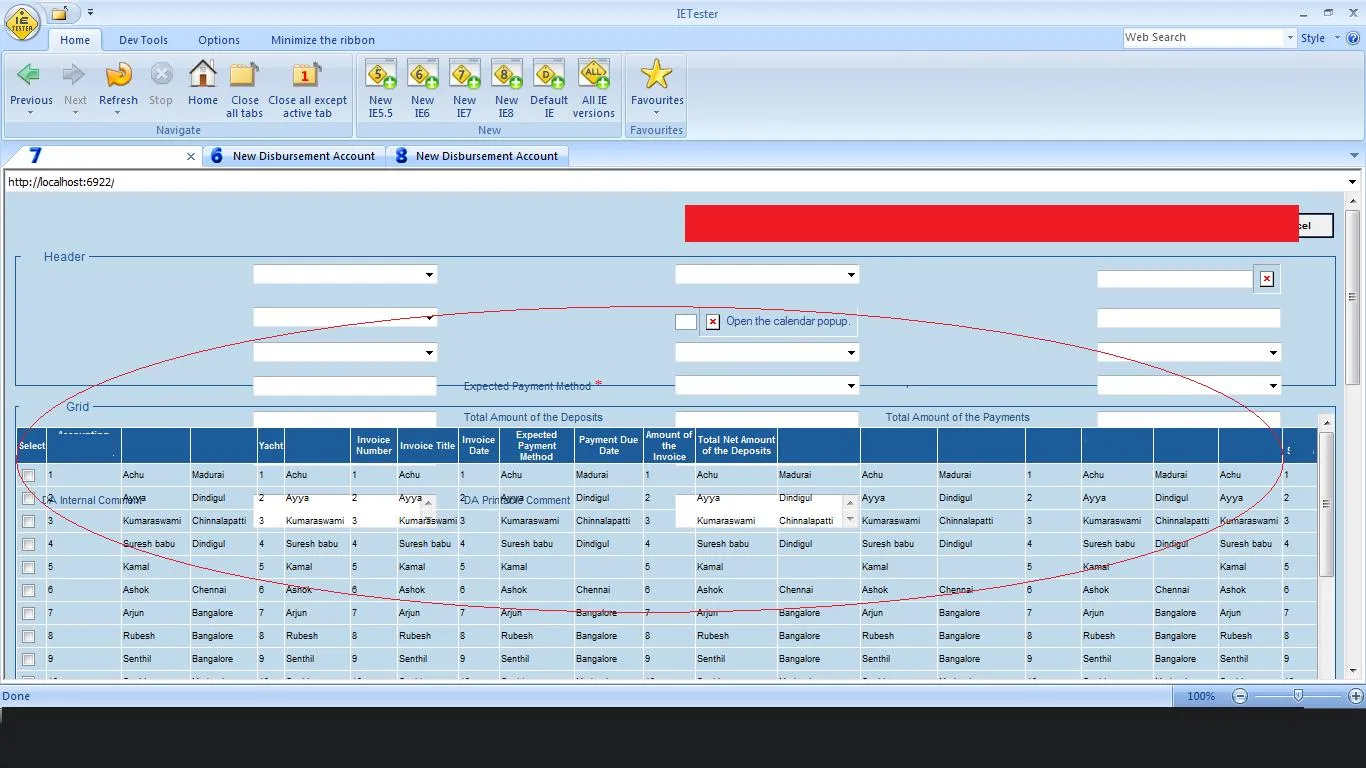 IETester
IE TESTER
Home Dev Tools Options Minimize the ribbon Web Search Style
Previous Next Refresh Stop Home Close all tabs 1 Close all except active tab 5 New IE5.5 6 New IE6 7 New IE7 8 New IE8 D Default IE ALL All IE versions Favourites
Navigate New Favourites
7 6 New Disbursement Account 8 New Disbursement Account
http://localhost:6922/
cel
Header
Open the calendar popup.
Expected Payment Method *
Grid
Total Amount of the Deposits Total Amount of the Payments
Select Yacht Invoice Number Invoice Title Invoice Date Expected Payment Method Payment Due Date Amount of the Invoice Total Net Amount of the Deposits
1 Achu Madurai 1 Achu 1 Achu 1 Achu Madurai 1 Achu Madurai Achu Madurai 1 Achu Madurai Achu 1
2 Ayya Dindigul 2 Ayya 2 Ayya 2 Ayya Dindigul 2 Ayya Dindigul Ayya Dindigul 2 Ayya Dindigul Ayya 2
DA Internal Comment DA Printable Comment
3 Kumaraswami Chinnalapatti 3 Kumaraswami 3 Kumaraswami 3 Kumaraswami Chinnalapatti 3 Kumaraswami Chinnalapatti Kumaraswami Chinnalapatti 3 Kumaraswami Chinnalapatti Kumaraswami 3
4 Suresh babu Dindigul 4 Suresh babu 4 Suresh babu 4 Suresh babu Dindigul 4 Suresh babu Dindigul Suresh babu Dindigul 4 Suresh babu Dindigul Suresh babu 4
5 Kamal 5 Kamal 5 Kamal 5 Kamal 5 Kamal Kamal 5 Kamal Kamal 5
6 Ashok Chennai 6 Ashok 6 Ashok 6 Ashok Chennai 6 Ashok Chennai Ashok Chennai 6 Ashok Chennai Ashok 6
7 Arjun Bangalore 7 Arjun 7 Arjun 7 Arjun Bangalore 7 Arjun Bangalore Arjun Bangalore 7 Arjun Bangalore Arjun 7
8 Rubesh Bangalore 8 Rubesh 8 Rubesh 8 Rubesh Bangalore 8 Rubesh Bangalore Rubesh Bangalore 8 Rubesh Bangalore Rubesh 8
9 Senthil Bangalore 9 Senthil 9 Senthil 9 Senthil Bangalore 9 Senthil Bangalore Senthil Bangalore 9 Senthil Bangalore Senthil 9
Done 100%